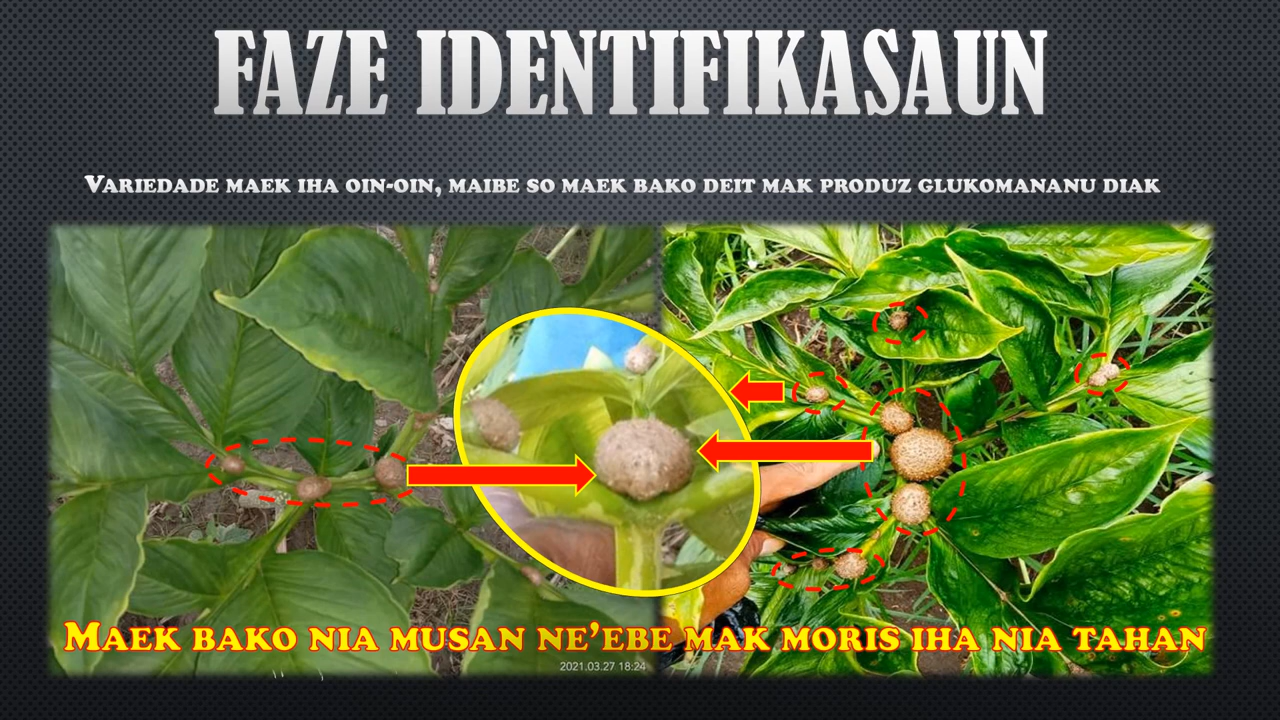 FAZE IDENTIFIKASAUN
VARIEDADE MAEK IHA OIN-OIN, MAIBE SO MAEK BAKO DEIT MAK PRODUZ GLUKOMANANU DIAK
MAEK BAKO NIA MUSAN NE’EBE MAK MORIS IHA NIA TAHAN
2021.03.27 18:24